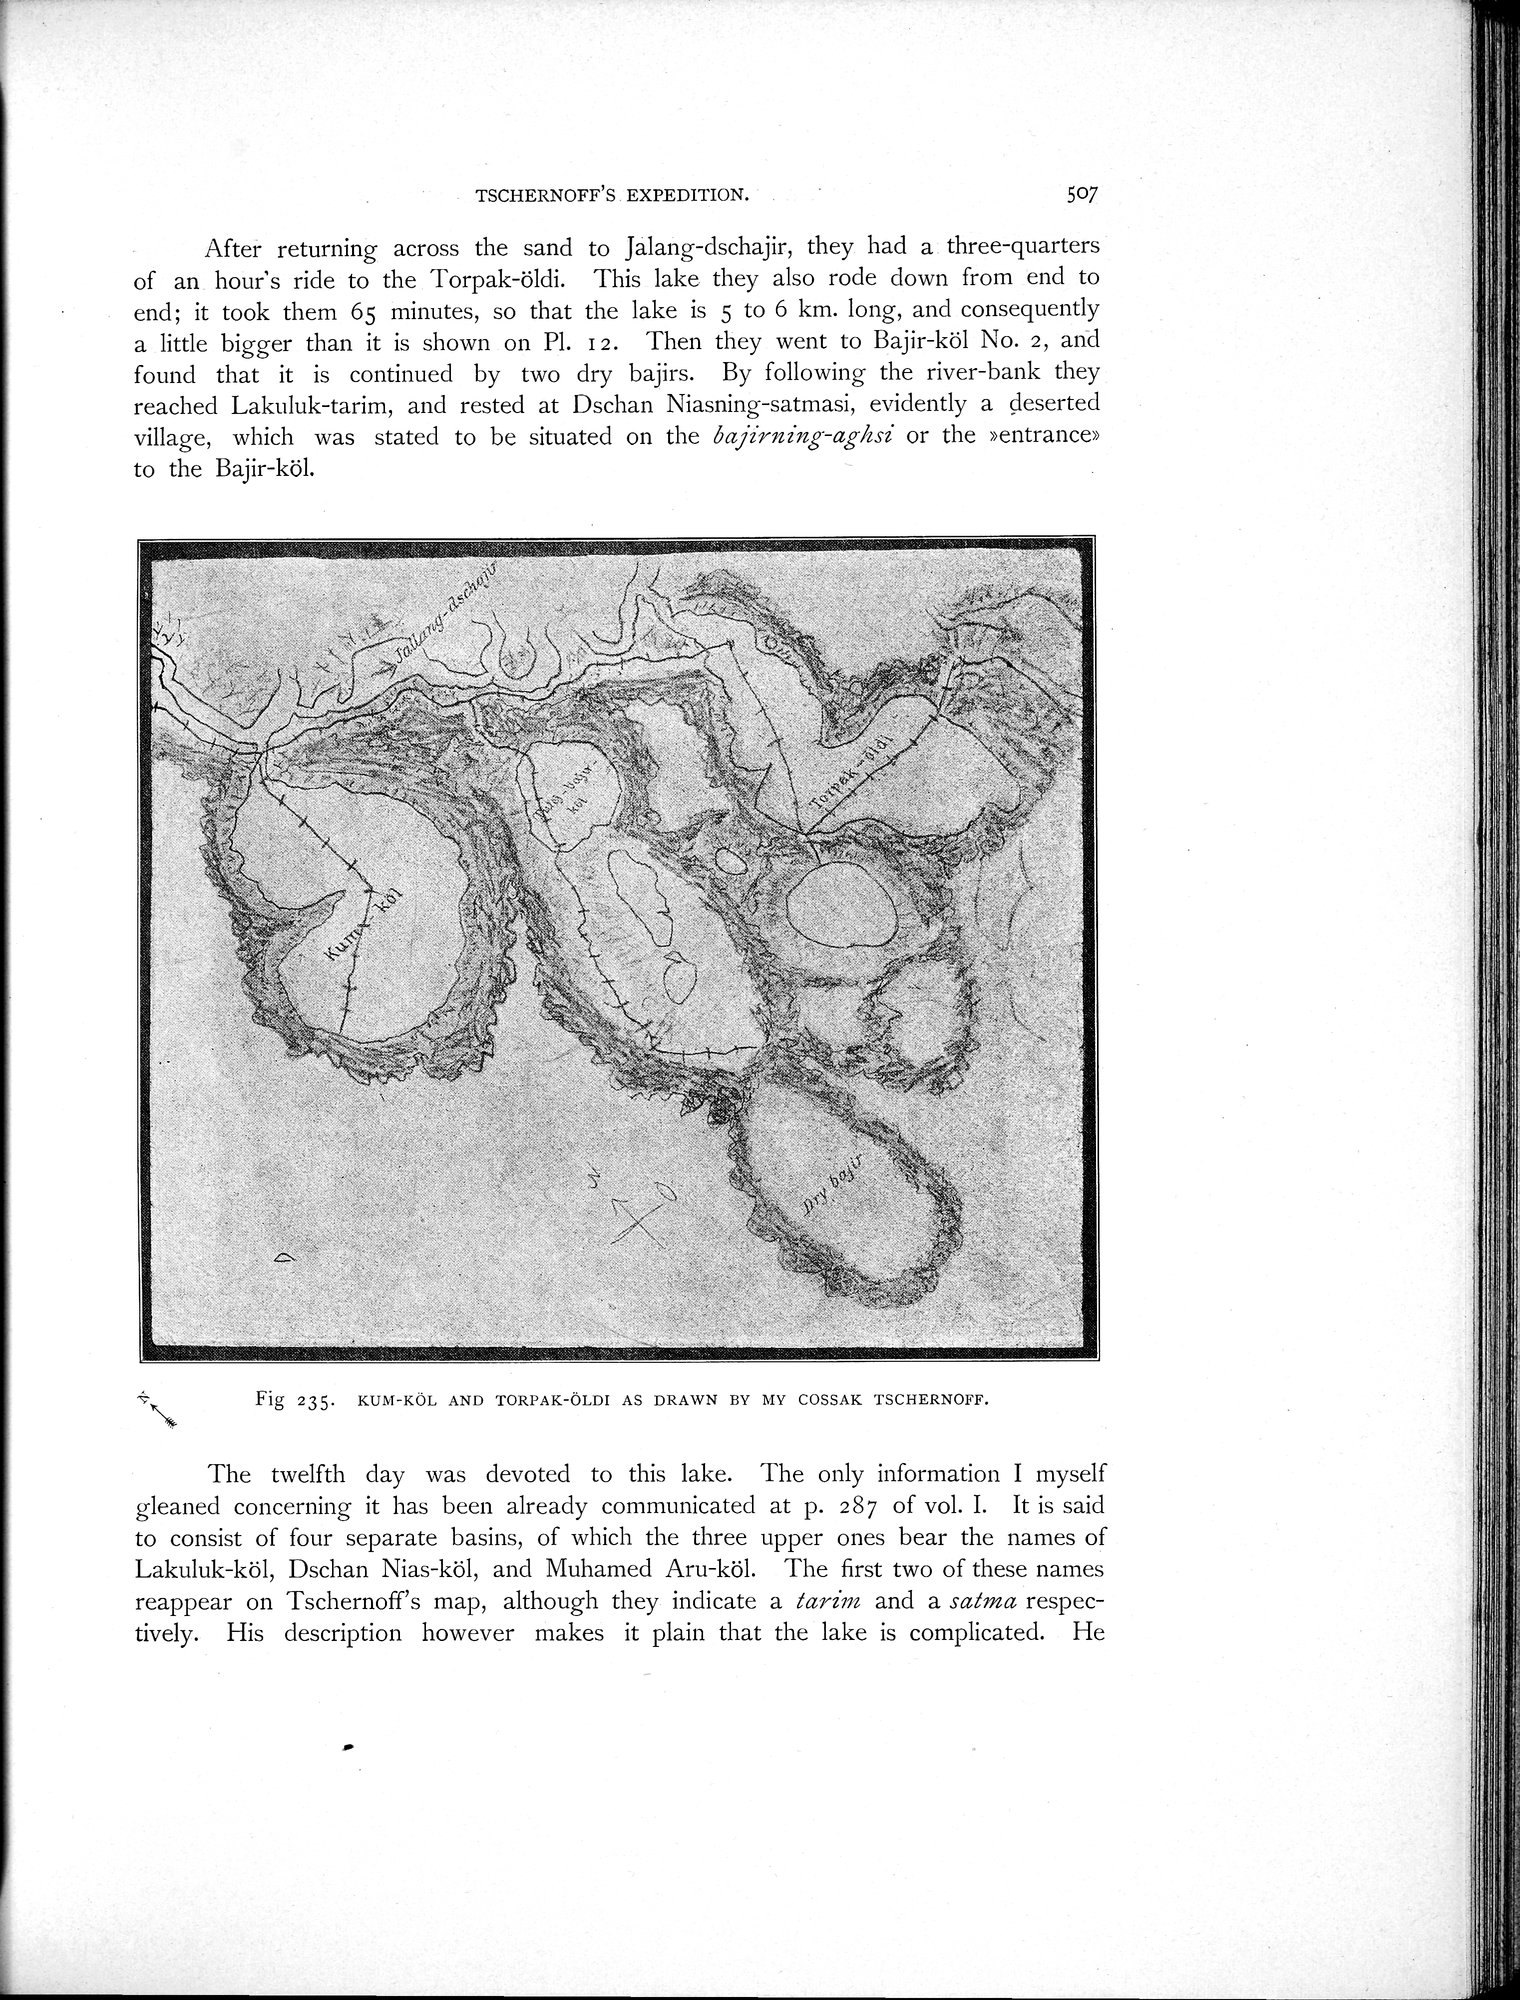 TSCHERNOFF'S EXPEDITION. 507
After returning across the sand to Jalang-dschajir, they had a three-quarters
of an hour's ride to the Torpak-öldi. This lake they also rode down from end to
end; it took them 65 minutes, so that the lake is 5 to 6 km. long, and consequently
a little bigger than it is shown on Pl. 12. Then they went to Bajir-köl No. 2, and
found that it is continued by two dry bajirs. By following the river-bank they
reached Lakuluk-tarim, and rested at Dschan Niasning-satmasi, evidently a deserted
village, which was stated to be situated on the bajirning-aghsi or the »entrance»
to the Bajir-köl.
Jallang-dschajir
Torpak-öldi
köl
Kum-köl
Dry bajir
N
Fig 235. KUM-KÖL AND TORPAK-ÖLDI AS DRAWN BY MY COSSAK TSCHERNOFF.
The twelfth day was devoted to this lake. The only information I myself
gleaned concerning it has been already communicated at p. 287 of vol. I. It is said
to consist of four separate basins, of which the three upper ones bear the names of
Lakuluk-köl, Dschan Nias-köl, and Muhamed Aru-köl. The first two of these names
reappear on Tschernoff's map, although they indicate a tarim and a satma respec-
tively. His description however makes it plain that the lake is complicated. He